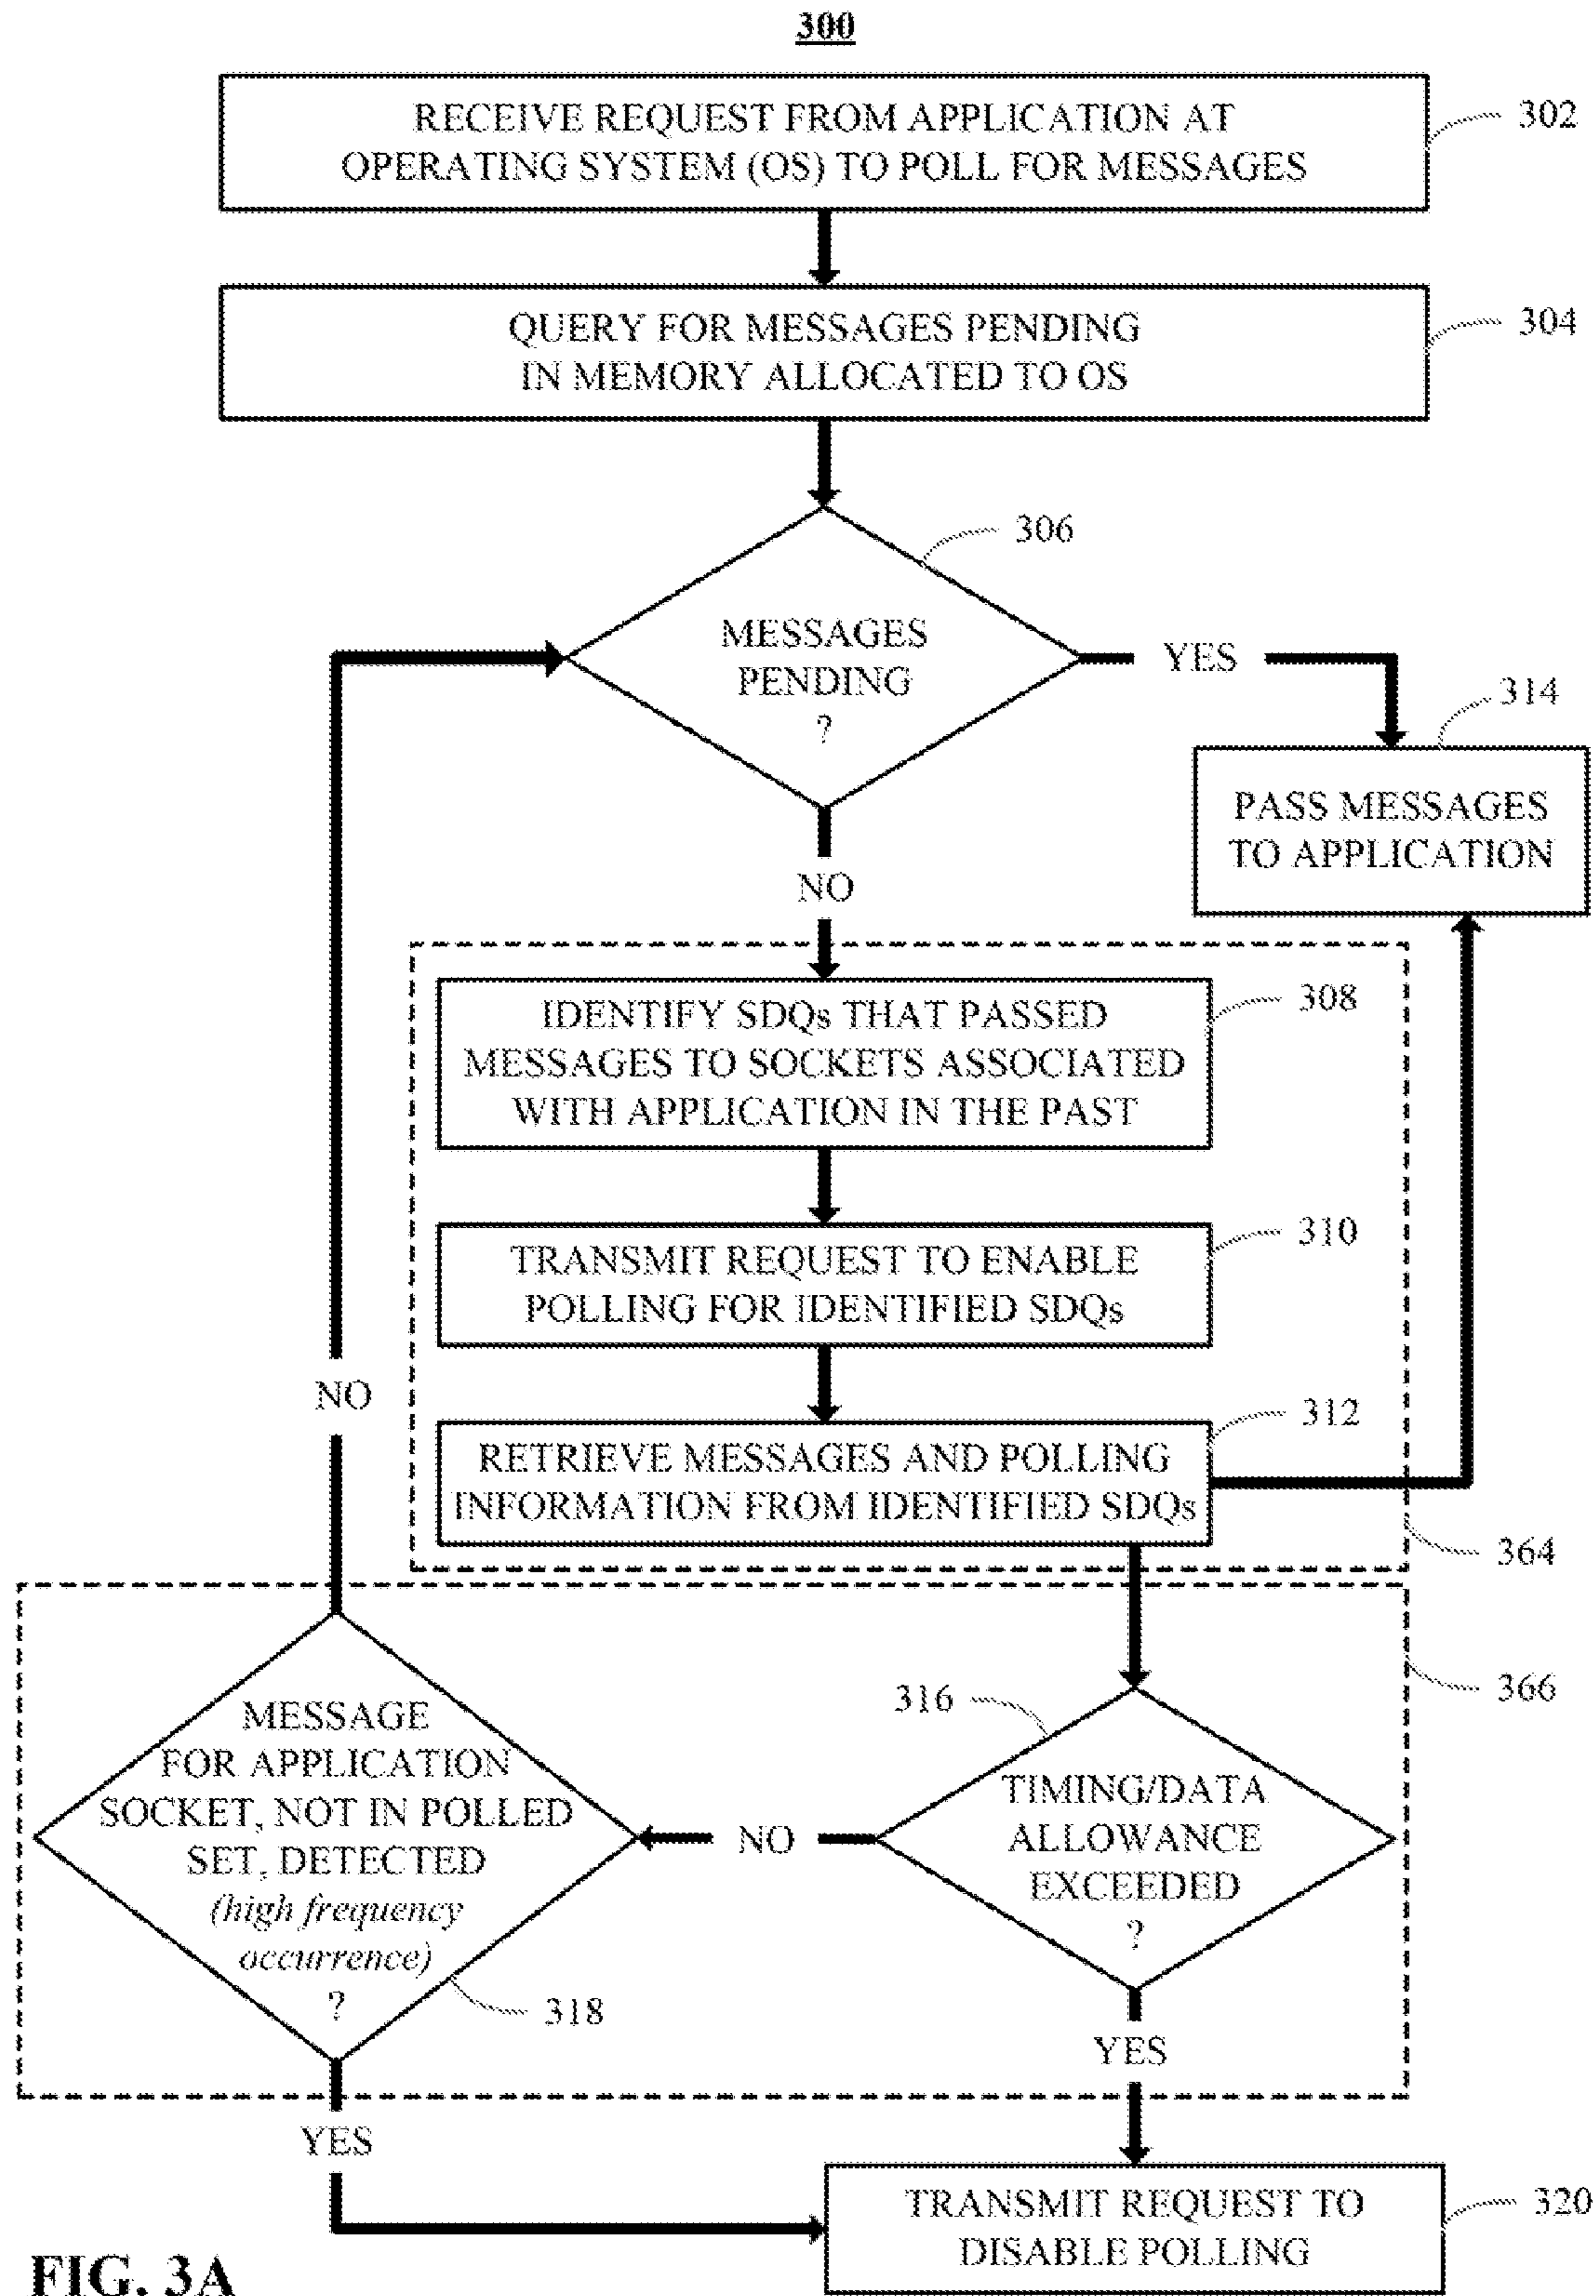 300
RECEIVE REQUEST FROM APPLICATION AT
OPERATING SYSTEM (OS) TO POLL FOR MESSAGES
302
QUERY FOR MESSAGES PENDING
IN MEMORY ALLOCATED TO OS
304
306
MESSAGES
PENDING
?
YES
314
PASS MESSAGES
TO APPLICATION
NO
IDENTIFY SDQs THAT PASSED
MESSAGES TO SOCKETS ASSOCIATED
WITH APPLICATION IN THE PAST
308
TRANSMIT REQUEST TO ENABLE
POLLING FOR IDENTIFIED SDQs
310
NO
RETRIEVE MESSAGES AND POLLING
INFORMATION FROM IDENTIFIED SDQs
312
364
366
316
TIMING/DATA
ALLOWANCE
EXCEEDED
?
NO
MESSAGE
FOR APPLICATION
SOCKET, NOT IN POLLED
SET, DETECTED
(high frequency
occurrence)
?
318
YES
YES
TRANSMIT REQUEST TO
DISABLE POLLING
320
FIG. 3A